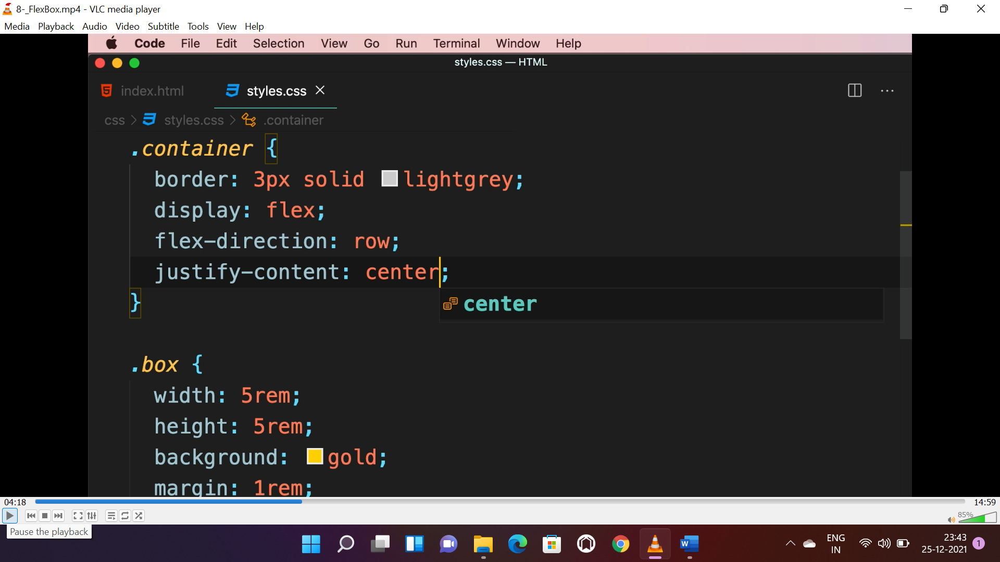 8-_FlexBox.mp4 - VLC media player
Media Playback Audio Video Subtitle Tools View Help
Code File Edit Selection View Go Run Terminal Window Help
styles.css — HTML
index.html styles.css
css > styles.css > .container
.container {
border: 3px solid lightgrey;
display: flex;
flex-direction: row;
justify-content: center;
}
center
.box {
width: 5rem;
height: 5rem;
background: gold;
margin: 1rem;
04:18 14:59
85%
Pause the playback
ENG
IN
23:43
25-12-2021
1